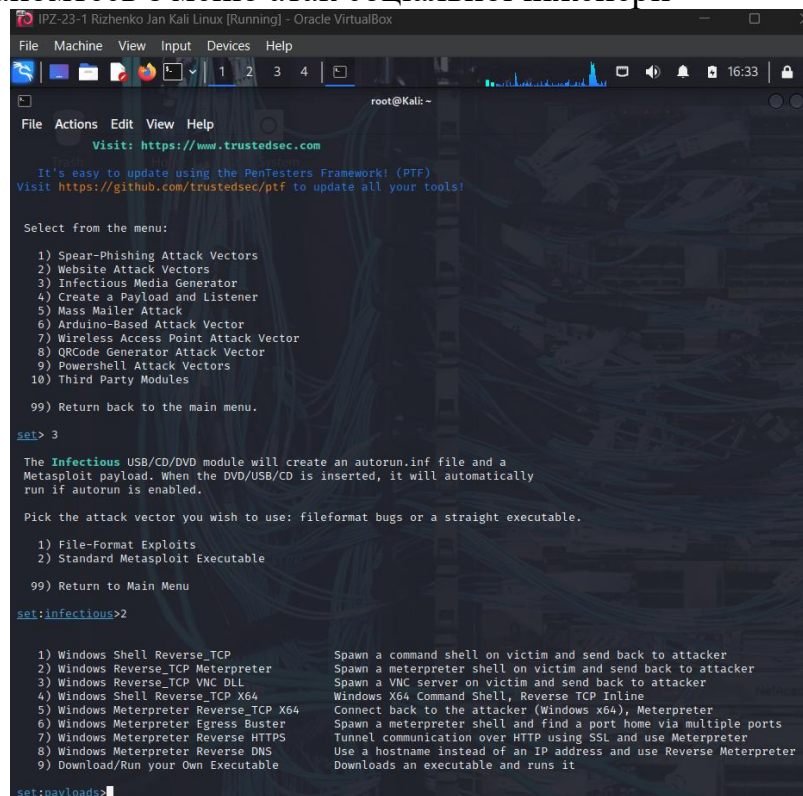 IPZ-23-1 Rizhenko Jan Kali Linux [Running] - Oracle VirtualBox
File Machine View Input Devices Help
1 2 3 4 16:33
root@Kali: ~
File Actions Edit View Help
Visit: https://www.trustedsec.com
It's easy to update using the PenTesters Framework! (PTF)
Visit https://github.com/trustedsec/ptf to update all your tools!
Select from the menu:
1) Spear-Phishing Attack Vectors
2) Website Attack Vectors
3) Infectious Media Generator
4) Create a Payload and Listener
5) Mass Mailer Attack
6) Arduino-Based Attack Vector
7) Wireless Access Point Attack Vector
8) QRCode Generator Attack Vector
9) Powershell Attack Vectors
10) Third Party Modules
99) Return back to the main menu.
set> 3
The Infectious USB/CD/DVD module will create an autorun.inf file and a
Metasploit payload. When the DVD/USB/CD is inserted, it will automatically
run if autorun is enabled.
Pick the attack vector you wish to use: fileformat bugs or a straight executable.
1) File-Format Exploits
2) Standard Metasploit Executable
99) Return to Main Menu
set:infectious>2
1) Windows Shell Reverse_TCP Spawn a command shell on victim and send back to attacker
2) Windows Reverse_TCP Meterpreter Spawn a meterpreter shell on victim and send back to attacker
3) Windows Reverse_TCP VNC DLL Spawn a VNC server on victim and send back to attacker
4) Windows Shell Reverse_TCP X64 Windows X64 Command Shell, Reverse TCP Inline
5) Windows Meterpreter Reverse_TCP X64 Connect back to the attacker (Windows x64), Meterpreter
6) Windows Meterpreter Egress Buster Spawn a meterpreter shell and find a port home via multiple ports
7) Windows Meterpreter Reverse HTTPS Tunnel communication over HTTP using SSL and use Meterpreter
8) Windows Meterpreter Reverse DNS Use a hostname instead of an IP address and use Reverse Meterpreter
9) Download/Run your Own Executable Downloads an executable and runs it
set:payloads>